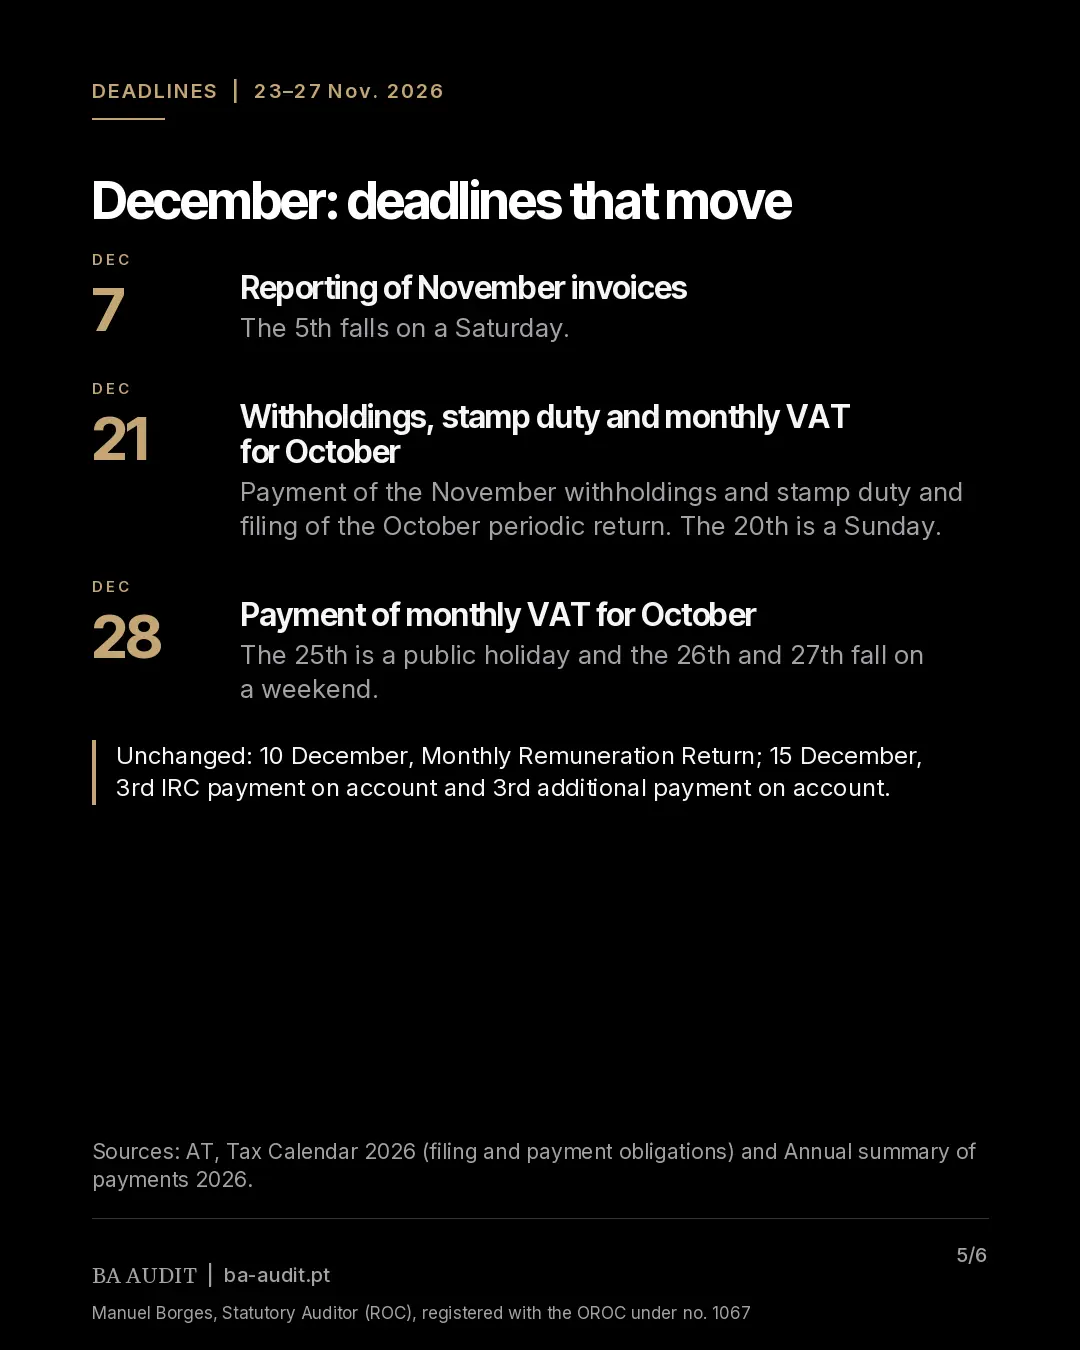 DEADLINES | 23–27 Nov. 2026
December: deadlines that move
DEC
7
Reporting of November invoices
The 5th falls on a Saturday.
DEC
21
Withholdings, stamp duty and monthly VAT
for October
Payment of the November withholdings and stamp duty and
filing of the October periodic return. The 20th is a Sunday.
DEC
28
Payment of monthly VAT for October
The 25th is a public holiday and the 26th and 27th fall on
a weekend.
Unchanged: 10 December, Monthly Remuneration Return; 15 December,
3rd IRC payment on account and 3rd additional payment on account.
Sources: AT, Tax Calendar 2026 (filing and payment obligations) and Annual summary of
payments 2026.
5/6
BA AUDIT | ba-audit.pt
Manuel Borges, Statutory Auditor (ROC), registered with the OROC under no. 1067